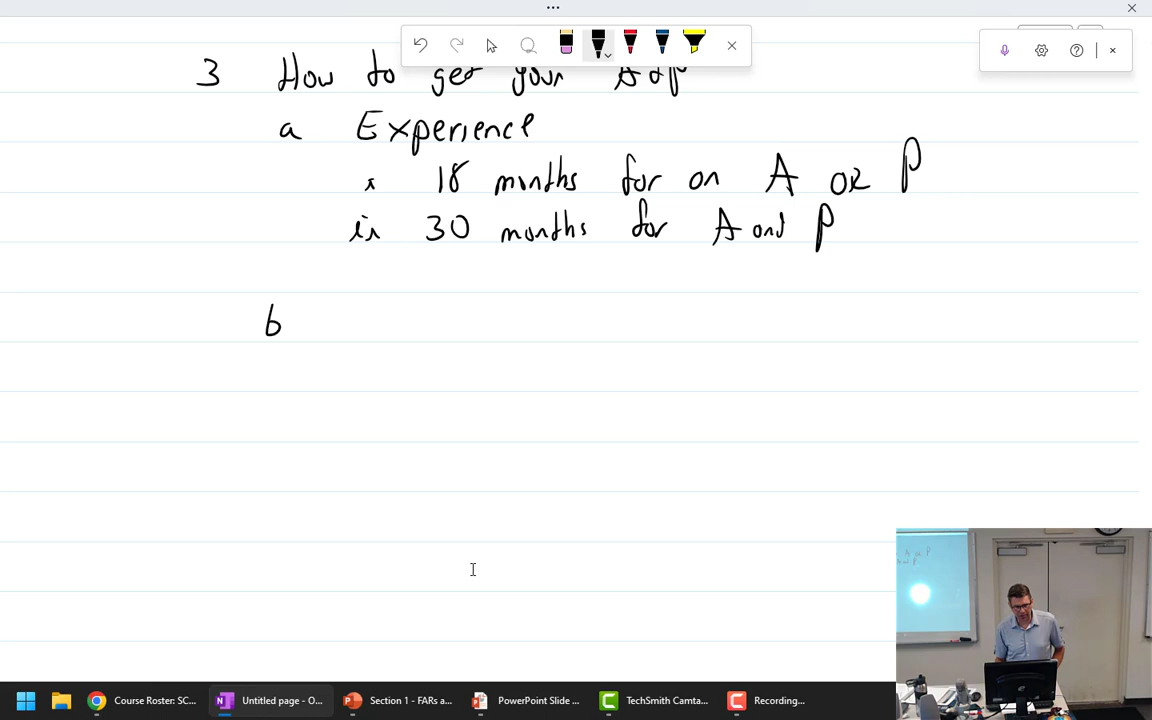 3 How to get your A&P
a Experience
i 18 months for an A OR P
ii 30 months for A and P
b
Course Roster: SC... Untitled page - O... Section 1 - FARs a... PowerPoint Slide ... TechSmith Camta... Recording...